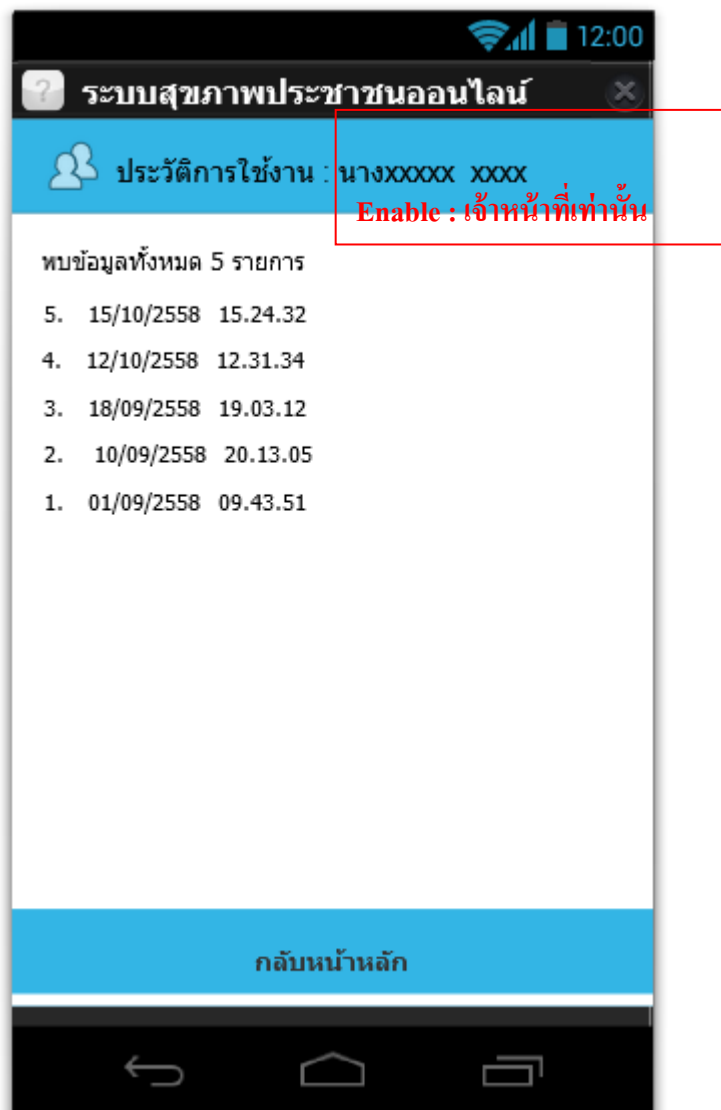 12:00
? ระบบสุขภาพประชาชนออนไลน์
ประวัติการใช้งาน : นางxxxxx xxxx
Enable : เจ้าหน้าที่เท่านั้น
พบข้อมูลทั้งหมด 5 รายการ
5. 15/10/2558 15.24.32
4. 12/10/2558 12.31.34
3. 18/09/2558 19.03.12
2. 10/09/2558 20.13.05
1. 01/09/2558 09.43.51
กลับหน้าหลัก